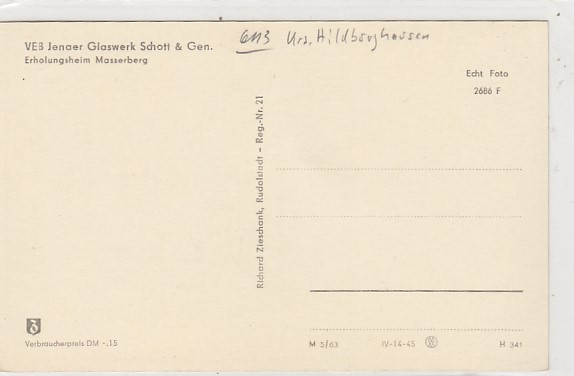 VEB Jenaer Glaswerk Schott & Gen.
Erholungsheim Masserberg
6113 Krs. Hildburghausen
Echt Foto
2686 F
Richard Zieschank, Rudolstadt - Reg.-Nr. 21
Verbraucherpreis DM -.15
M 5/63
IV-14-45
H 341